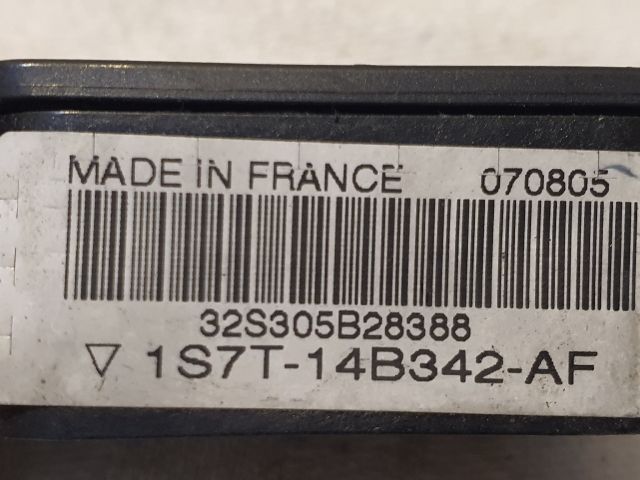 MADE IN FRANCE 070805
32S305B28388
▽ 1S7T-14B342-AF